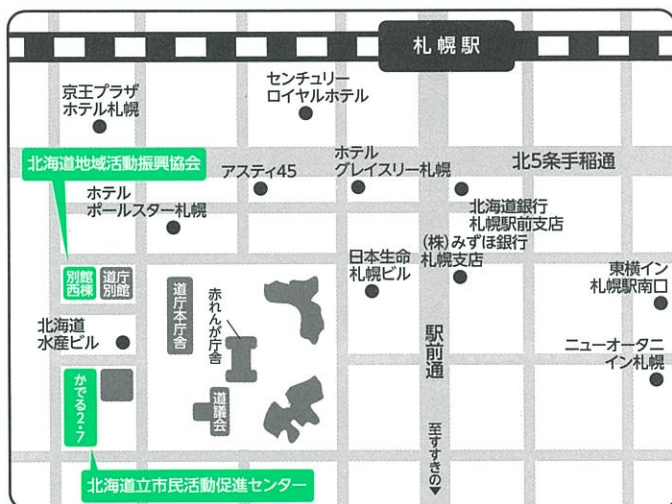 札幌駅
京王プラザ
ホテル札幌
センチュリー
ロイヤルホテル
北海道地域活動振興協会
アスティ45
ホテル
グレイスリー札幌
北5条手稲通
ホテル
ポールスター札幌
北海道銀行
札幌駅前支店
(株)みずほ銀行
札幌支店
日本生命
札幌ビル
東横イン
札幌駅南口
別館
西棟
道庁
別館
道庁本庁舎
赤れんが庁舎
北海道
水産ビル
駅前通
ニューオータニ
イン札幌
かでる2・7
道議会
至すすきの▼
北海道立市民活動促進センター